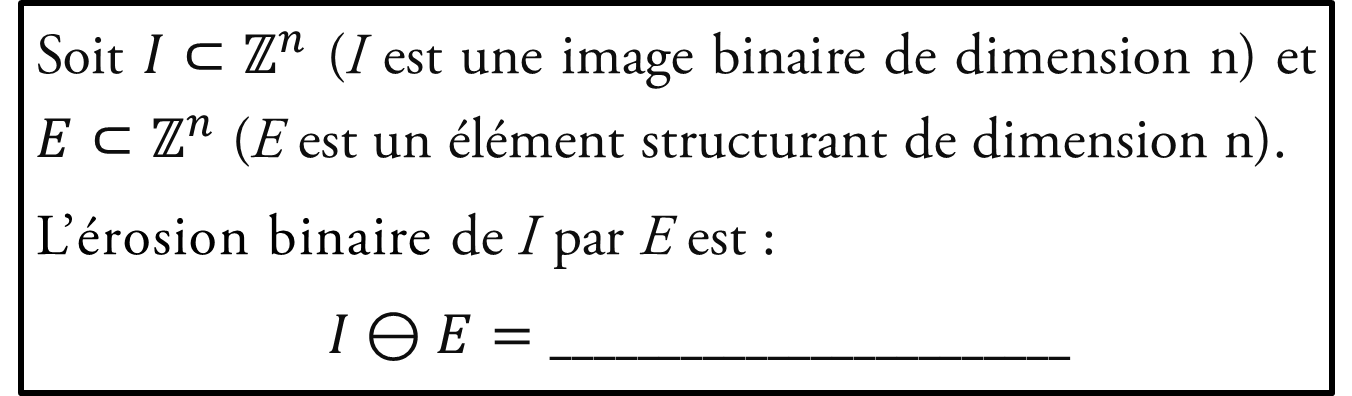 Soit I ⊂ ℤⁿ (I est une image binaire de dimension n) et
E ⊂ ℤⁿ (E est un élément structurant de dimension n).
L’érosion binaire de I par E est :
I ⊖ E = ________________________